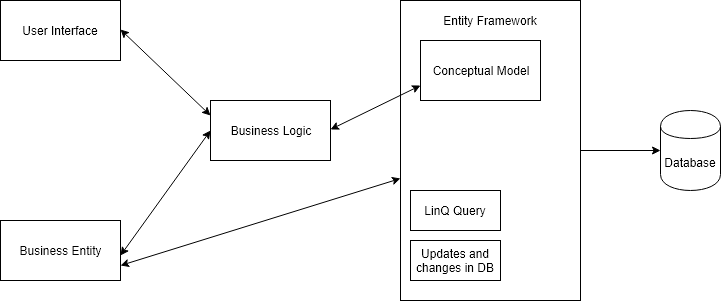 User Interface
Entity Framework
Conceptual Model
Business Logic
Database
LinQ Query
Business Entity
Updates and
changes in DB